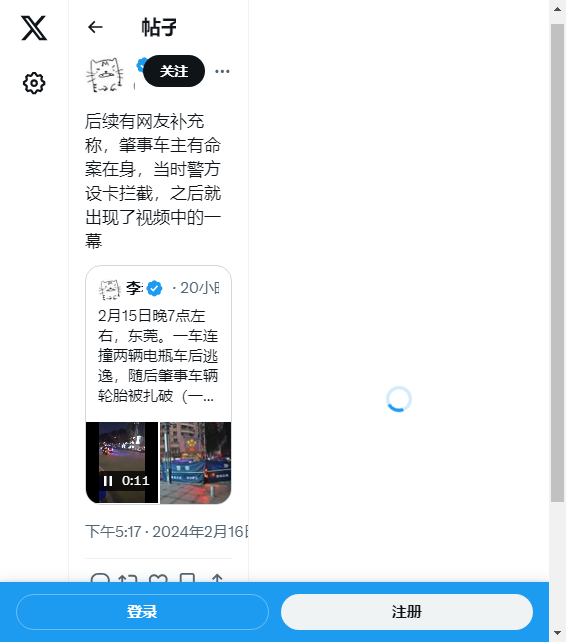 帖子
关注
后续有网友补充
称，肇事车主有命
案在身，当时警方
设卡拦截，之后就
出现了视频中的一
幕
李
· 20小时
2月15日晚7点左
右，东莞。一车连
撞两辆电瓶车后逃
逸，随后肇事车辆
轮胎被扎破（一...
0:11
下午5:17 · 2024年2月16日
登录
注册